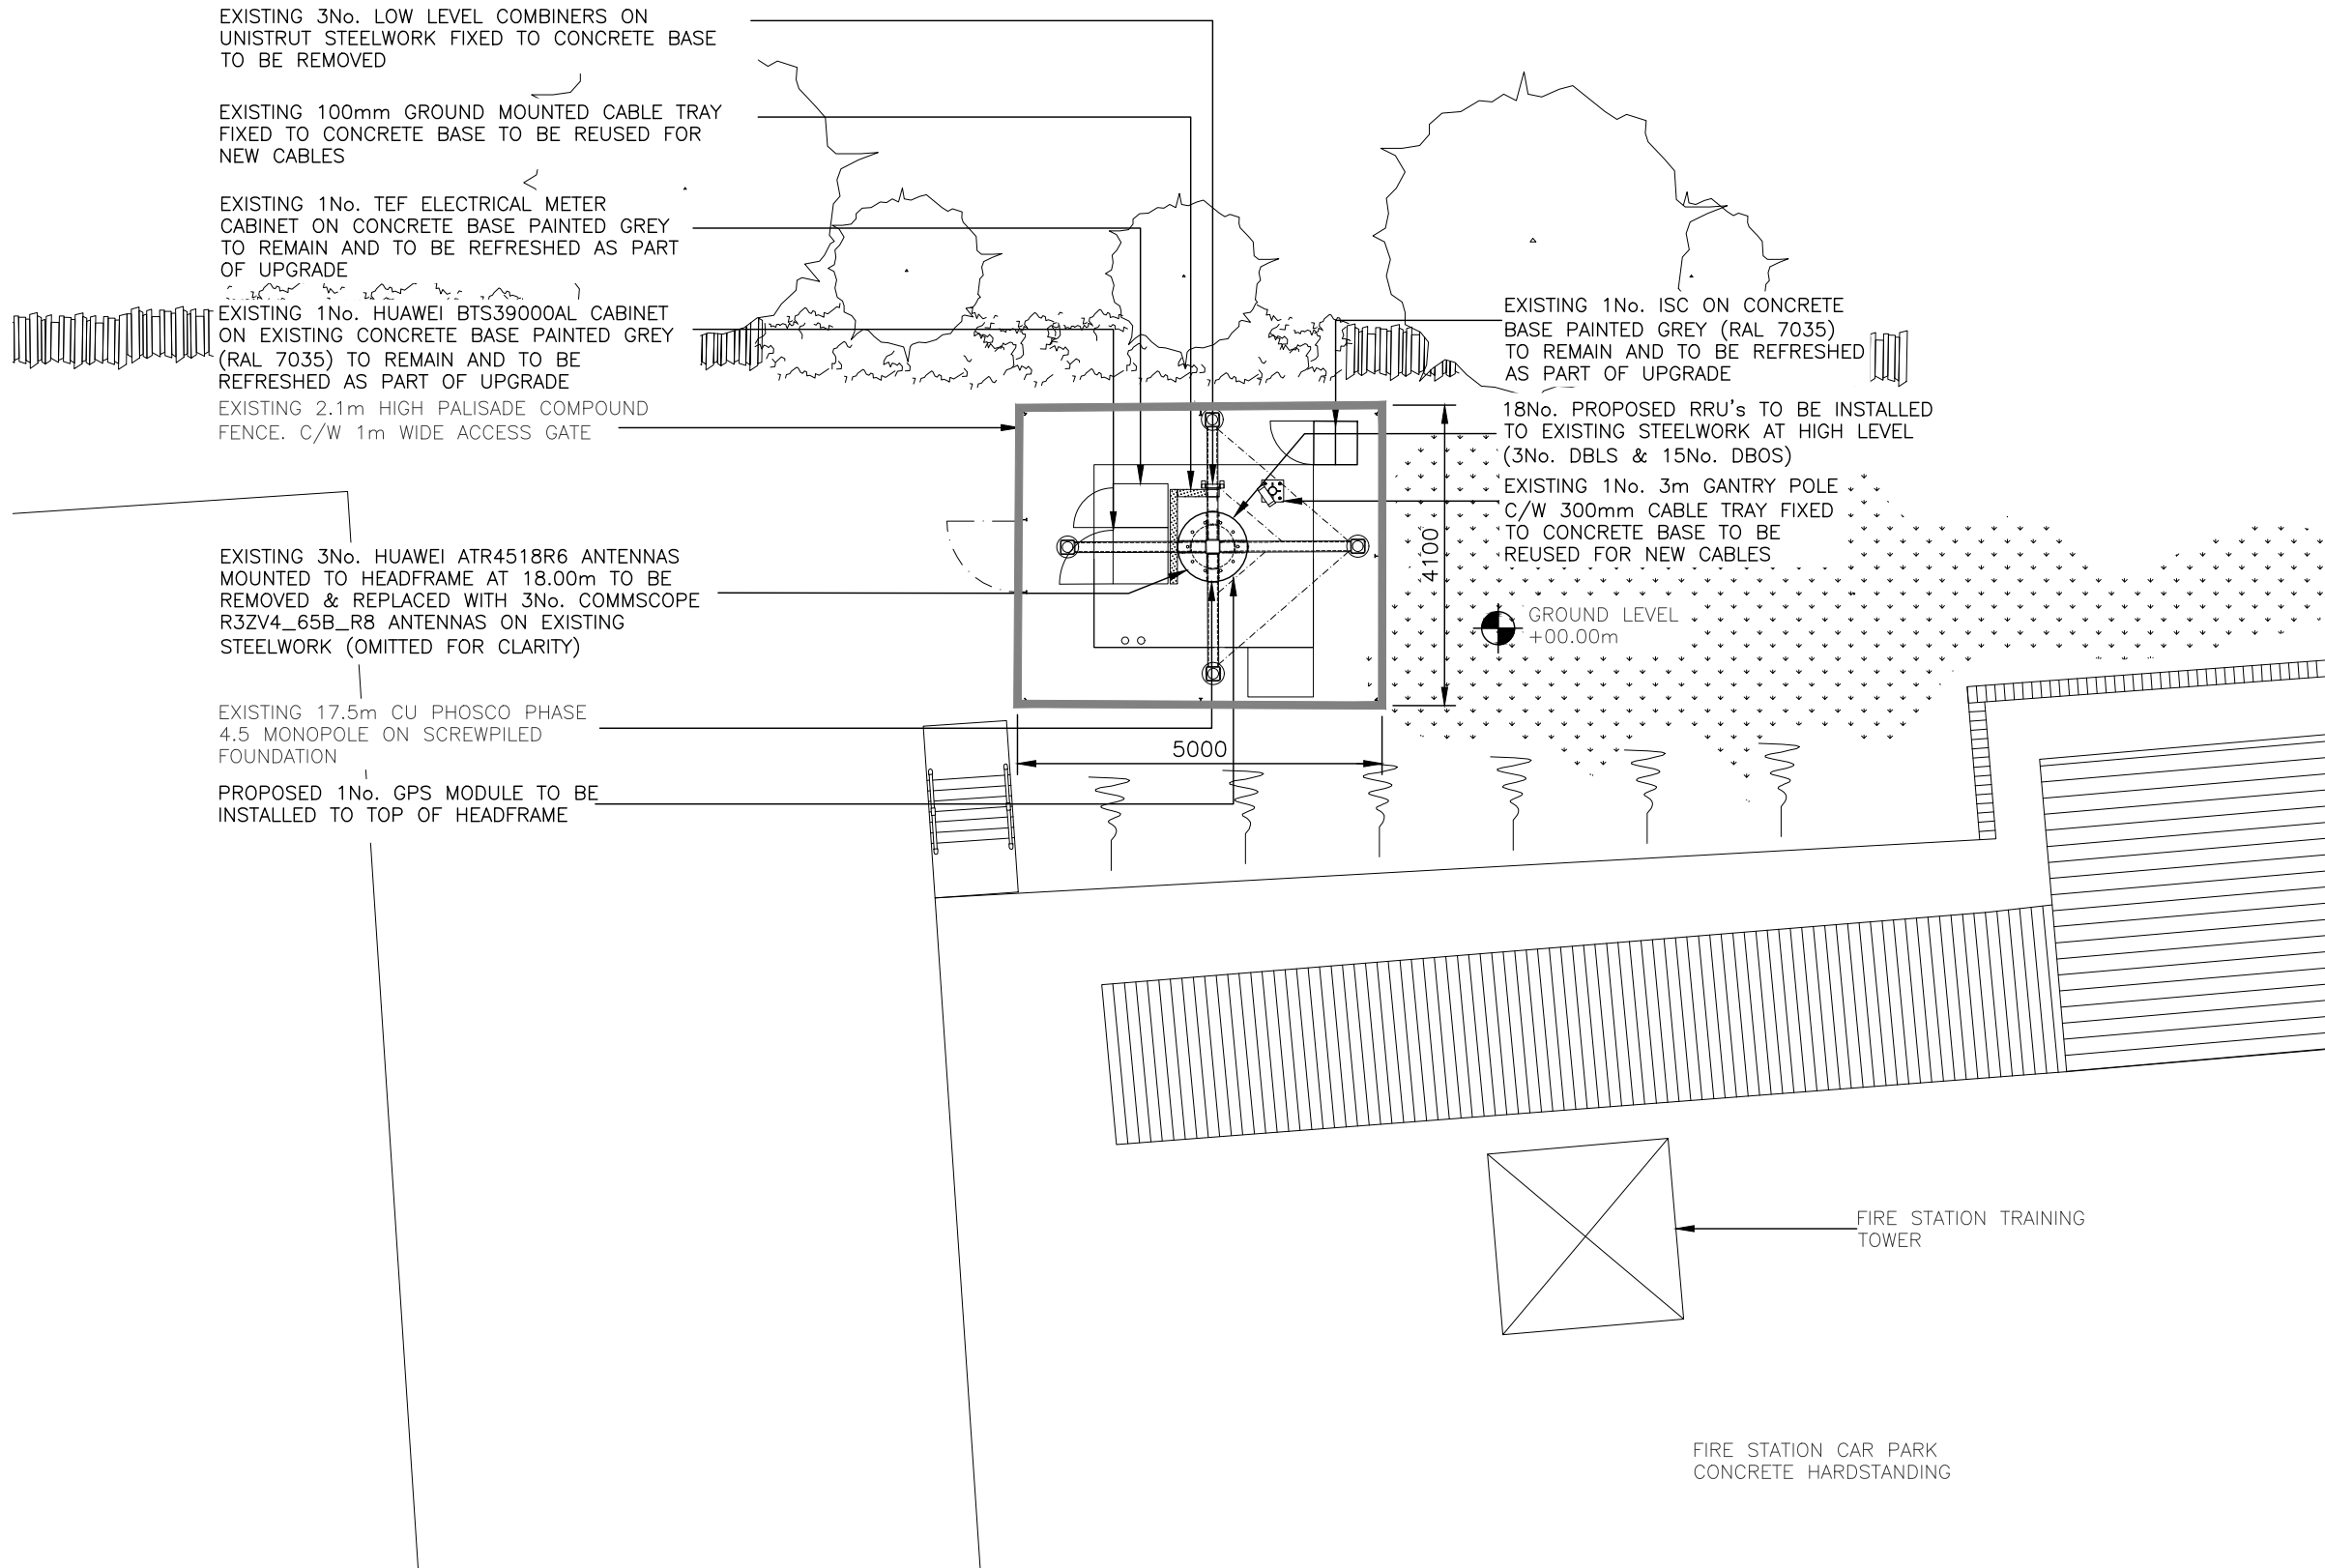 EXISTING 3No. LOW LEVEL COMBINERS ON
UNISTRUT STEELWORK FIXED TO CONCRETE BASE
TO BE REMOVED
EXISTING 100mm GROUND MOUNTED CABLE TRAY
FIXED TO CONCRETE BASE TO BE REUSED FOR
NEW CABLES
EXISTING 1No. TEF ELECTRICAL METER
CABINET ON CONCRETE BASE PAINTED GREY
TO REMAIN AND TO BE REFRESHED AS PART
OF UPGRADE
EXISTING 1No. HUAWEI BTS39000AL CABINET
ON EXISTING CONCRETE BASE PAINTED GREY
(RAL 7035) TO REMAIN AND TO BE
REFRESHED AS PART OF UPGRADE
EXISTING 2.1m HIGH PALISADE COMPOUND
FENCE. C/W 1m WIDE ACCESS GATE
EXISTING 3No. HUAWEI ATR4518R6 ANTENNAS
MOUNTED TO HEADFRAME AT 18.00m TO BE
REMOVED & REPLACED WITH 3No. COMMSCOPE
R3ZV4_65B_R8 ANTENNAS ON EXISTING
STEELWORK (OMITTED FOR CLARITY)
EXISTING 17.5m CU PHOSCO PHASE
4.5 MONOPOLE ON SCREWPILED
FOUNDATION
PROPOSED 1No. GPS MODULE TO BE
INSTALLED TO TOP OF HEADFRAME
EXISTING 1No. ISC ON CONCRETE
BASE PAINTED GREY (RAL 7035)
TO REMAIN AND TO BE REFRESHED
AS PART OF UPGRADE
18No. PROPOSED RRU's TO BE INSTALLED
TO EXISTING STEELWORK AT HIGH LEVEL
(3No. DBLS & 15No. DBOS)
EXISTING 1No. 3m GANTRY POLE
C/W 300mm CABLE TRAY FIXED
TO CONCRETE BASE TO BE
REUSED FOR NEW CABLES
4100
GROUND LEVEL
+00.00m
5000
FIRE STATION TRAINING
TOWER
FIRE STATION CAR PARK
CONCRETE HARDSTANDING